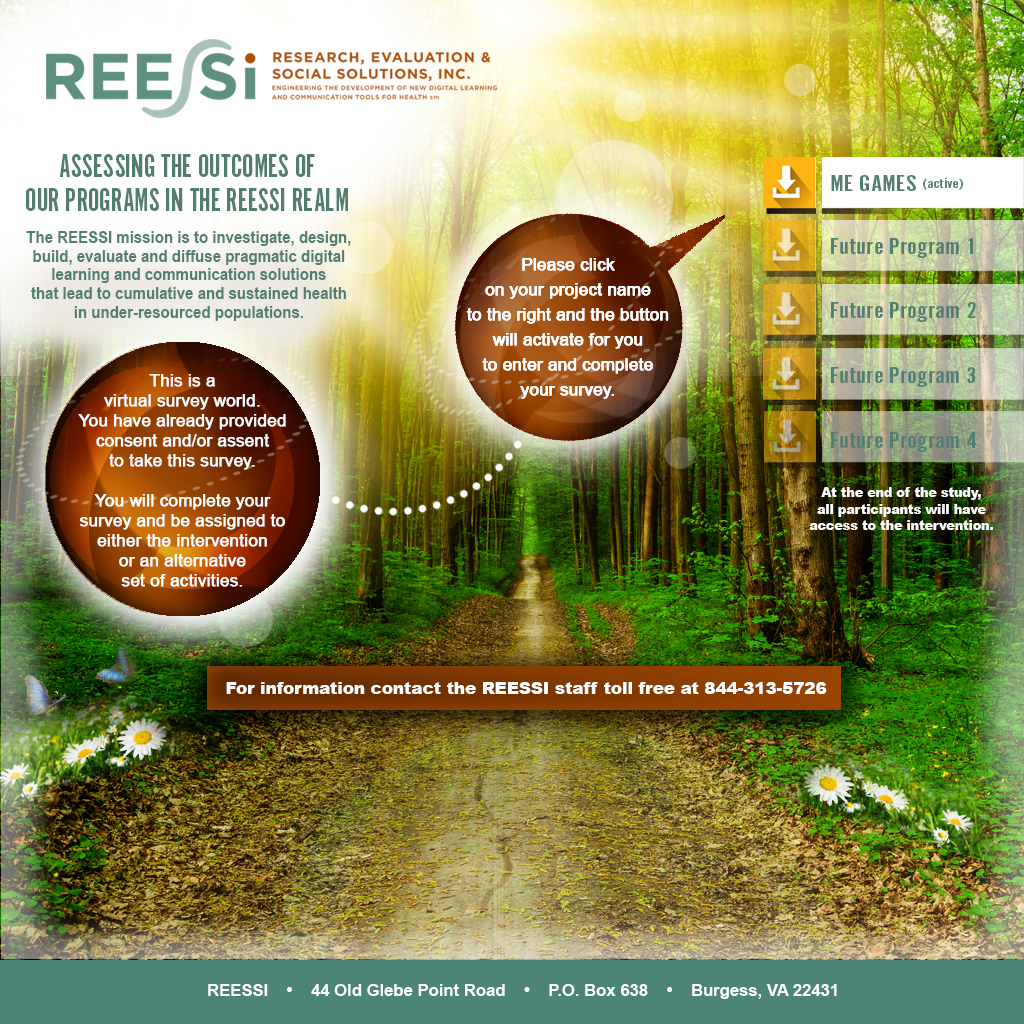 REESSi
RESEARCH, EVALUATION &
SOCIAL SOLUTIONS, INC.
ENGINEERING THE DEVELOPMENT OF NEW DIGITAL LEARNING
AND COMMUNICATION TOOLS FOR HEALTH sm
ASSESSING THE OUTCOMES OF
OUR PROGRAMS IN THE REESSI REALM
The REESSI mission is to investigate, design,
build, evaluate and diffuse pragmatic digital
learning and communication solutions
that lead to cumulative and sustained health
in under-resourced populations.
This is a
virtual survey world.
You have already provided
consent and/or assent
to take this survey.
You will complete your
survey and be assigned to
either the intervention
or an alternative
set of activities.
Please click
on your project name
to the right and the button
will activate for you
to enter and complete
your survey.
ME GAMES (active)
Future Program 1
Future Program 2
Future Program 3
Future Program 4
At the end of the study,
all participants will have
access to the intervention.
For information contact the REESSI staff toll free at 844-313-5726
REESSI • 44 Old Glebe Point Road • P.O. Box 638 • Burgess, VA 22431